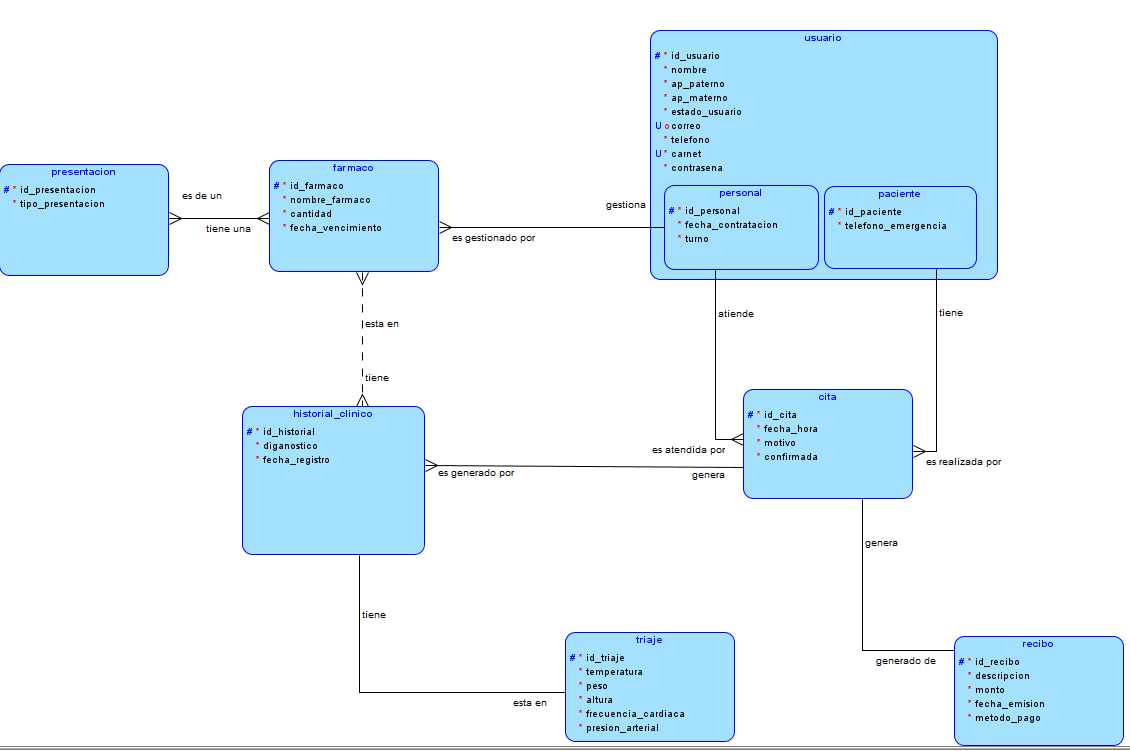 usuario
# * id_usuario
* nombre
* ap_paterno
* ap_materno
* estado_usuario
U o correo
* telefono
U * carnet
* contrasena
personal
# * id_personal
* fecha_contratacion
* turno
paciente
# * id_paciente
* telefono_emergencia
presentacion
# * id_presentacion
* tipo_presentacion
es de un
tiene una
farmaco
# * id_farmaco
* nombre_farmaco
* cantidad
* fecha_vencimiento
gestiona
es gestionado por
esta en
tiene
atiende
tiene
historial_clinico
# * id_historial
* diganostico
* fecha_registro
cita
# * id_cita
* fecha_hora
* motivo
* confirmada
es atendida por
es realizada por
es generado por
genera
genera
generado de
tiene
esta en
triaje
# * id_triaje
* temperatura
* peso
* altura
* frecuencia_cardiaca
* presion_arterial
recibo
# * id_recibo
* descripcion
* monto
* fecha_emision
* metodo_pago